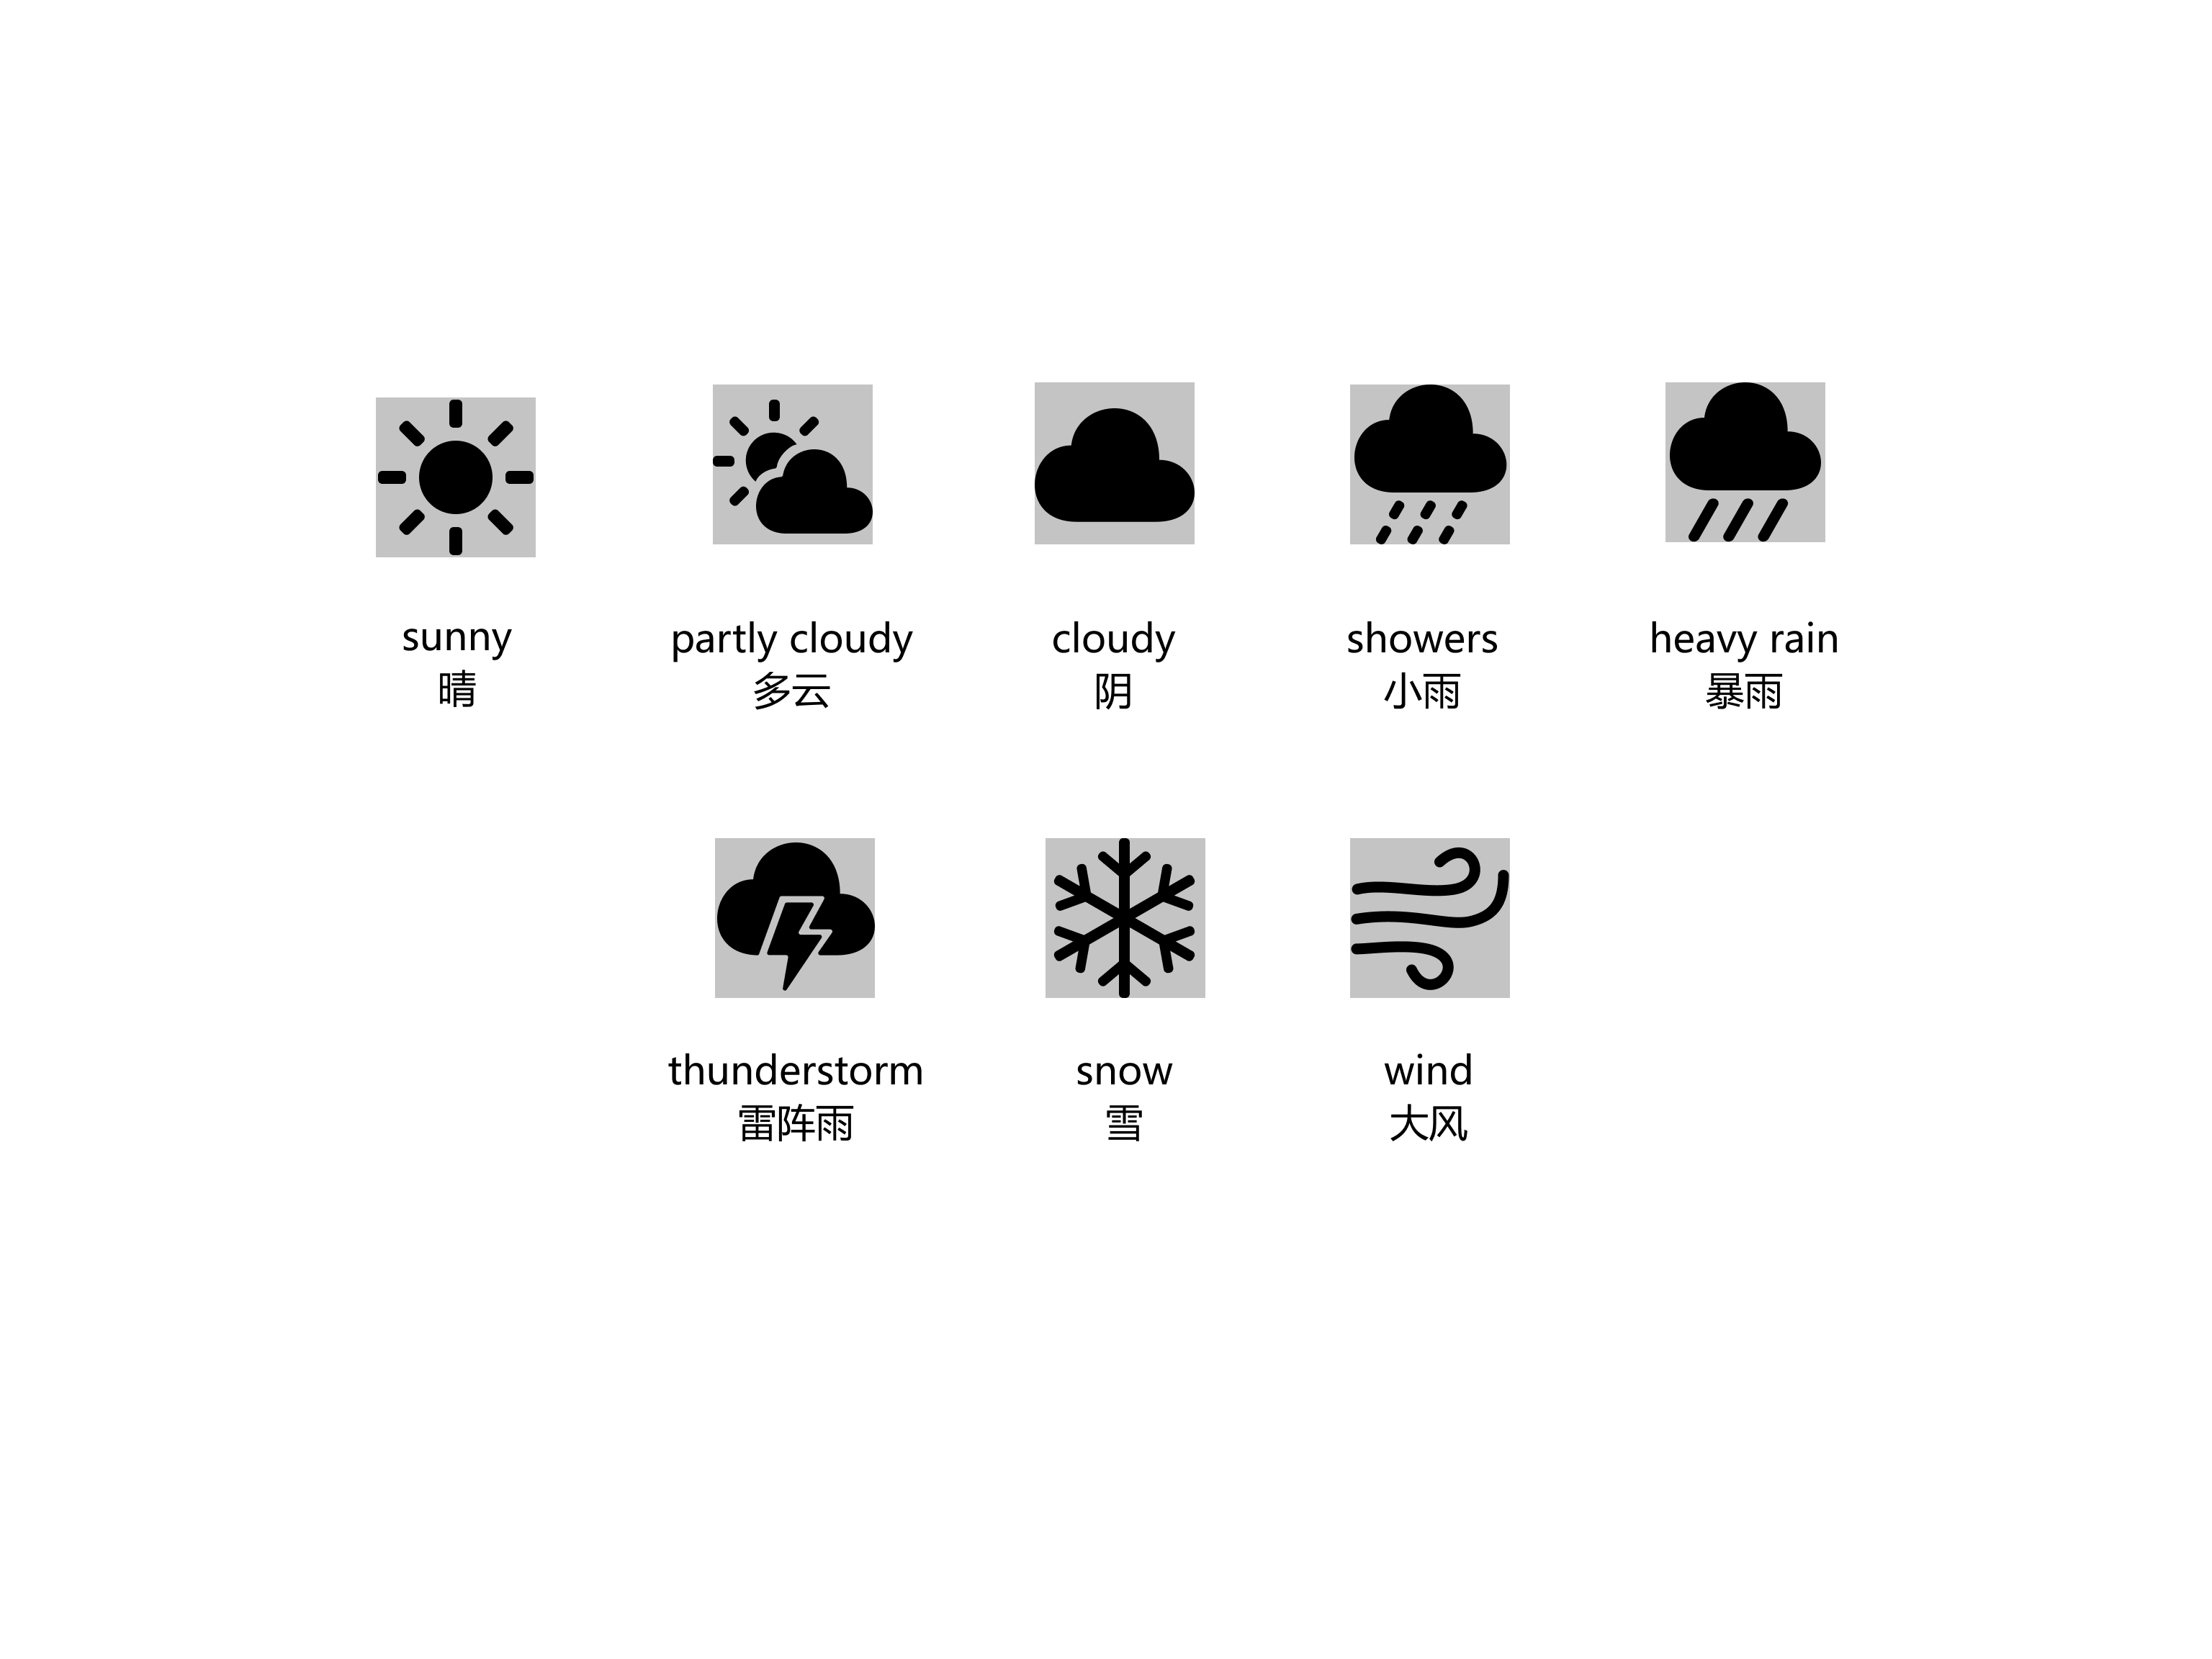 sunny
晴
partly cloudy
多云
cloudy
阴
showers
小雨
heavy rain
暴雨
thunderstorm
雷阵雨
snow
雪
wind
大风